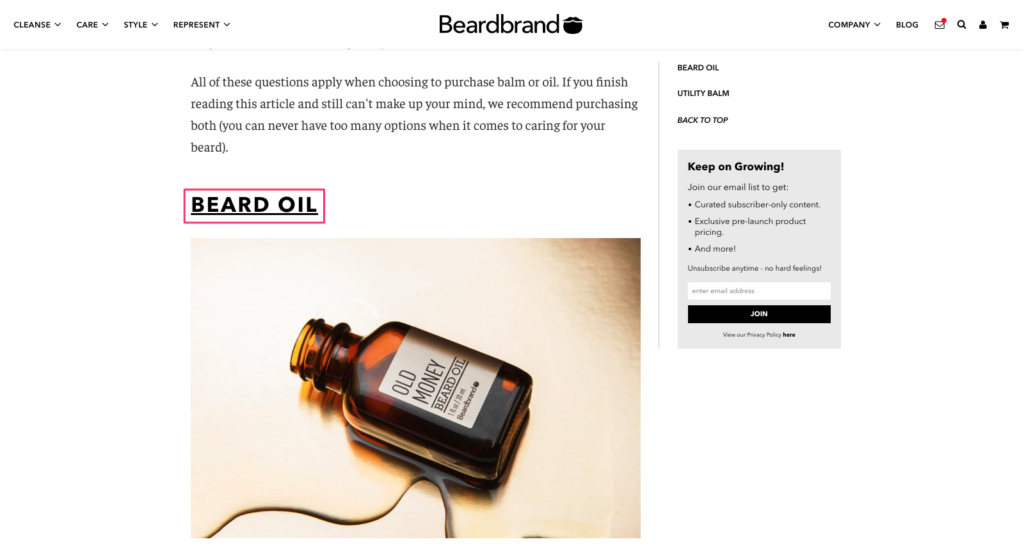 CLEANSE CARE STYLE REPRESENT Beardbrand COMPANY BLOG
All of these questions apply when choosing to purchase balm or oil. If you finish
reading this article and still can't make up your mind, we recommend purchasing
both (you can never have too many options when it comes to caring for your
beard).
BEARD OIL
OLD
MONEY
BEARD OIL
1 fl oz / 30 mL
Beardbrand
BEARD OIL
UTILITY BALM
BACK TO TOP
Keep on Growing!
Join our email list to get:
• Curated subscriber-only content.
• Exclusive pre-launch product
pricing.
• And more!
Unsubscribe anytime - no hard feelings!
enter email address
JOIN
View our Privacy Policy here